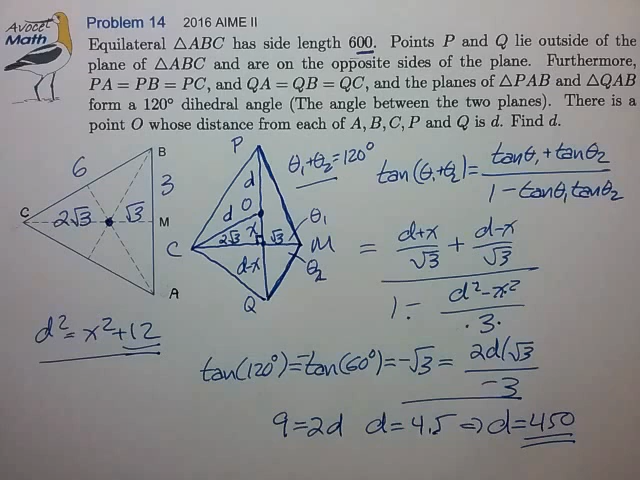 Avocet
Math
Problem 14 2016 AIME II
Equilateral △ABC has side length 600. Points P and Q lie outside of the
plane of △ABC and are on the opposite sides of the plane. Furthermore,
PA = PB = PC, and QA = QB = QC, and the planes of △PAB and △QAB
form a 120° dihedral angle (The angle between the two planes). There is a
point O whose distance from each of A, B, C, P and Q is d. Find d.
B
6
3
C
2√3
√3
M
A
d² = x²+12
P
d
O
d
x
θ₁
C
2√3
√3
M
d-x
θ₂
Q
θ₁+θ₂=120°
tan(θ₁+θ₂)= tanθ₁+tanθ₂
1-tanθ₁tanθ₂
= d+x/√3 + d-x/√3
1 - d²-x²/3
tan(120°)=-tan(60°)=-√3 = 2d/√3
-3
9=2d d=4.5 ⇒ d=450